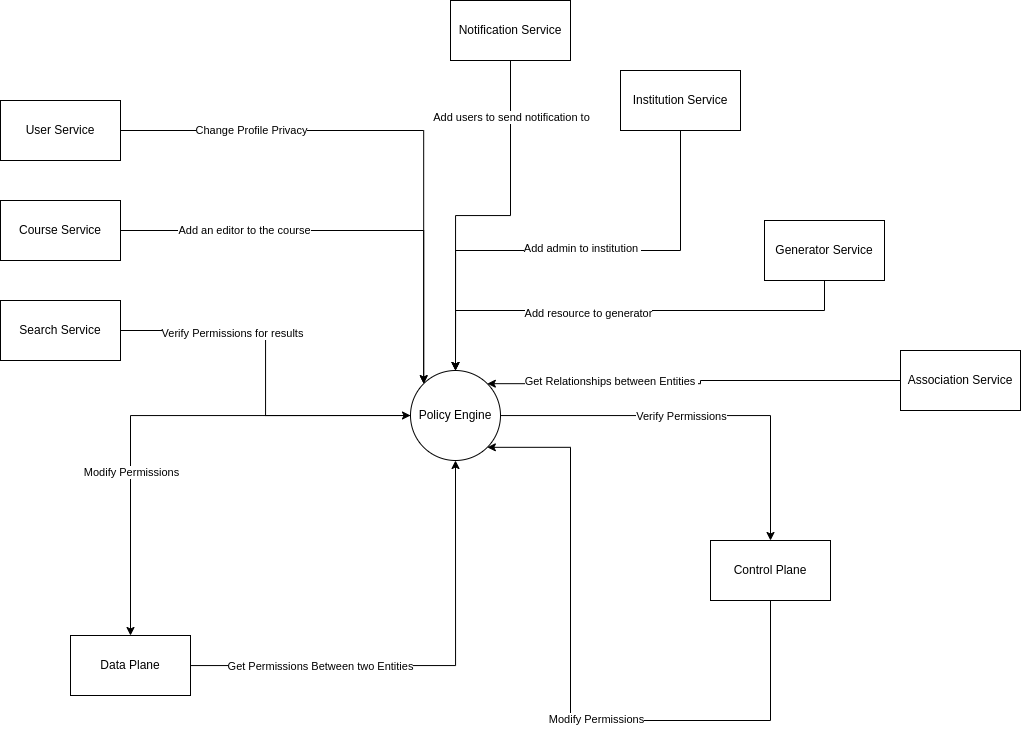 Notification Service
Institution Service
Add users to send notification to
User Service
Change Profile Privacy
Course Service
Add an editor to the course
Add admin to institution
Generator Service
Add resource to generator
Search Service
Verify Permissions for results
Get Relationships between Entities
Association Service
Policy Engine
Verify Permissions
Modify Permissions
Control Plane
Data Plane
Get Permissions Between two Entities
Modify Permissions